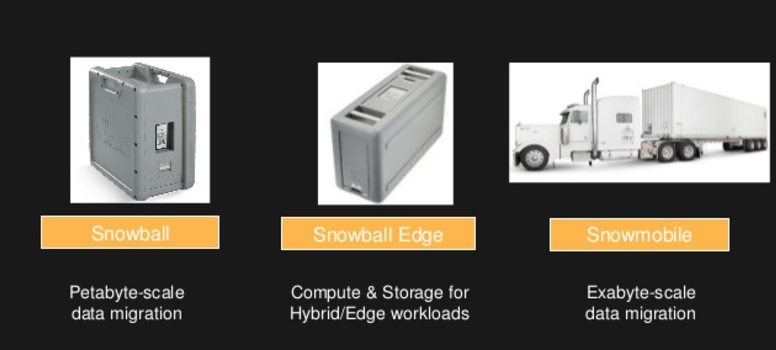 Snowball
Snowball Edge
Snowmobile
Petabyte-scale
data migration
Compute & Storage for
Hybrid/Edge workloads
Exabyte-scale
data migration